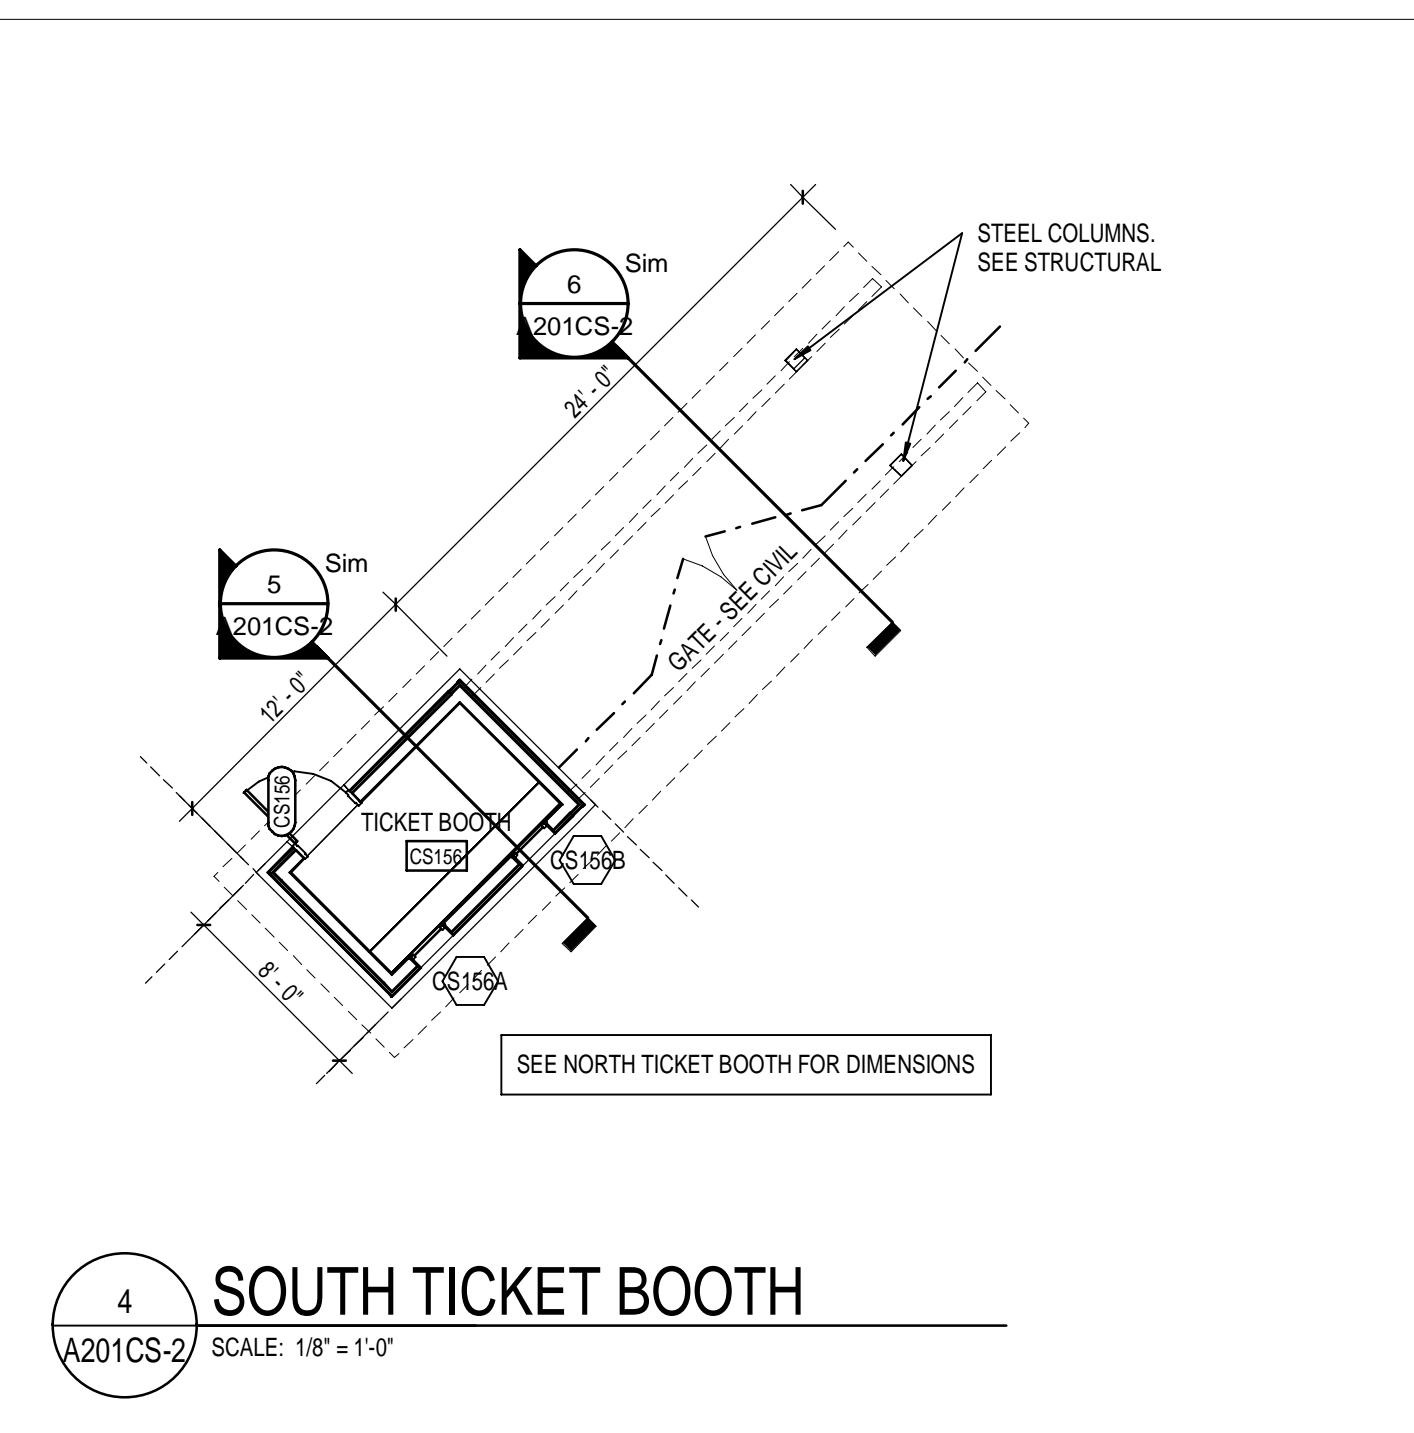 STEEL COLUMNS.
SEE STRUCTURAL
Sim
6
A201CS-2
24' - 0"
Sim
5
A201CS-2
GATE - SEE CIVIL
12' - 0"
CS156
TICKET BOOTH
CS156
CS156B
8' - 0"
CS156A
SEE NORTH TICKET BOOTH FOR DIMENSIONS
4
A201CS-2
SOUTH TICKET BOOTH
SCALE: 1/8" = 1'-0"